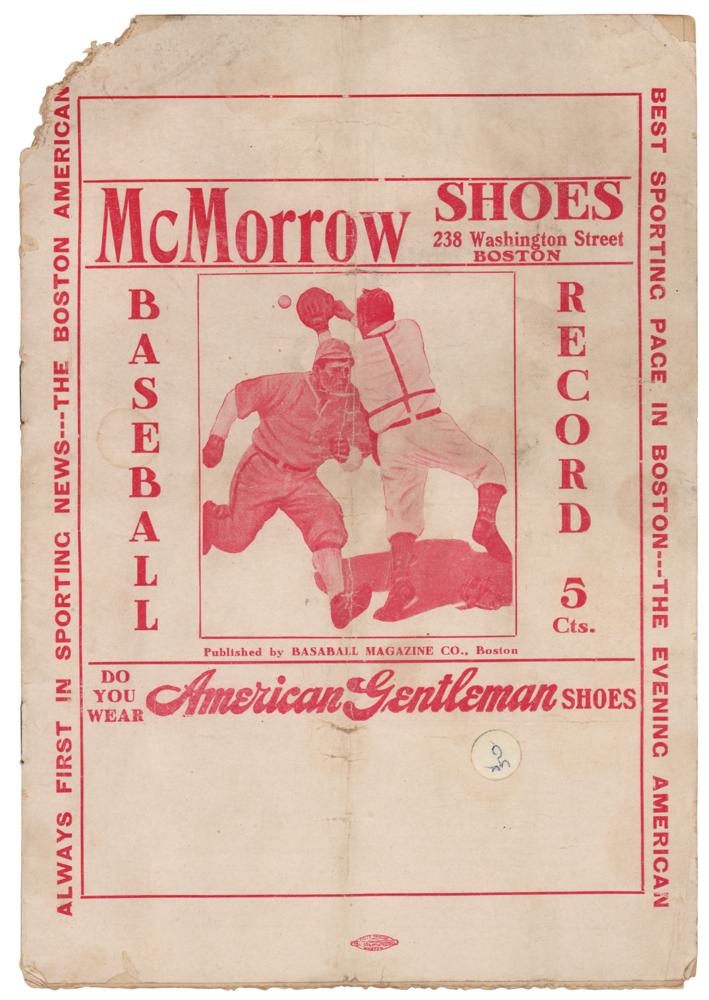 ALWAYS FIRST IN SPORTING NEWS---THE BOSTON AMERICAN
McMorrow
SHOES
238 Washington Street
BOSTON
BASEBALL
RECORD
5
Cts.
Published by BASABALL MAGAZINE CO., Boston
DO
YOU
WEAR
American Gentleman SHOES
BEST SPORTING PAGE IN BOSTON---THE EVENING AMERICAN